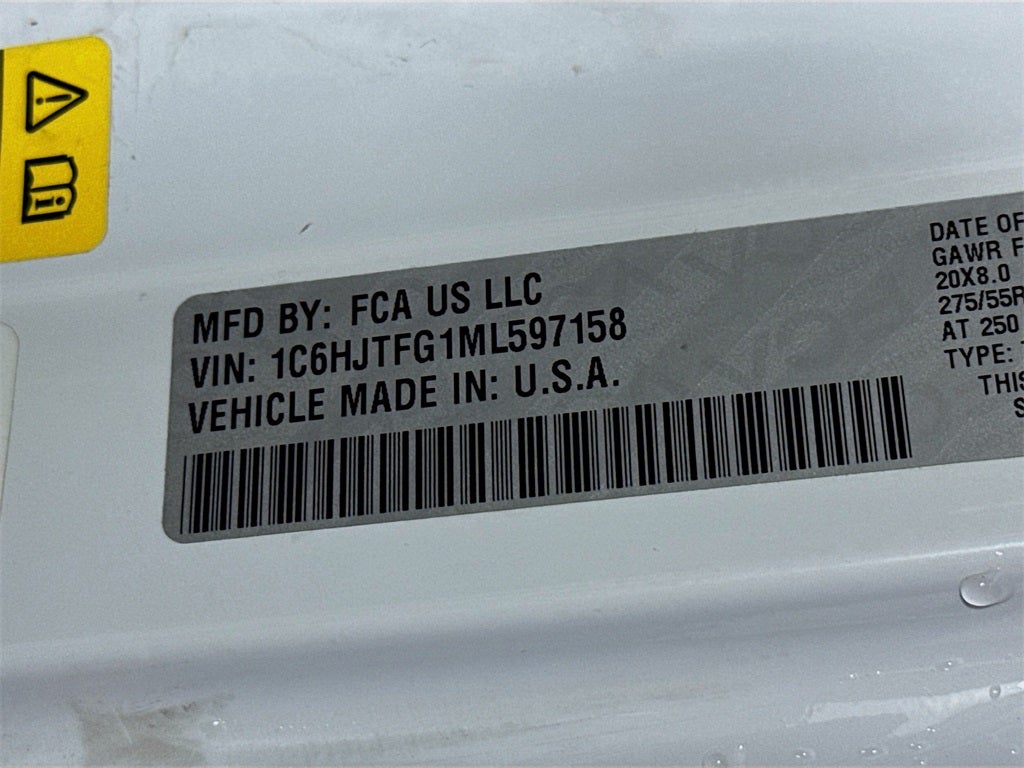 MFD BY: FCA US LLC
VIN: 1C6HJTFG1ML597158
VEHICLE MADE IN: U.S.A.
DATE OF
GAWR F
20X8.0
275/55R
AT 250
TYPE:
THIS
S